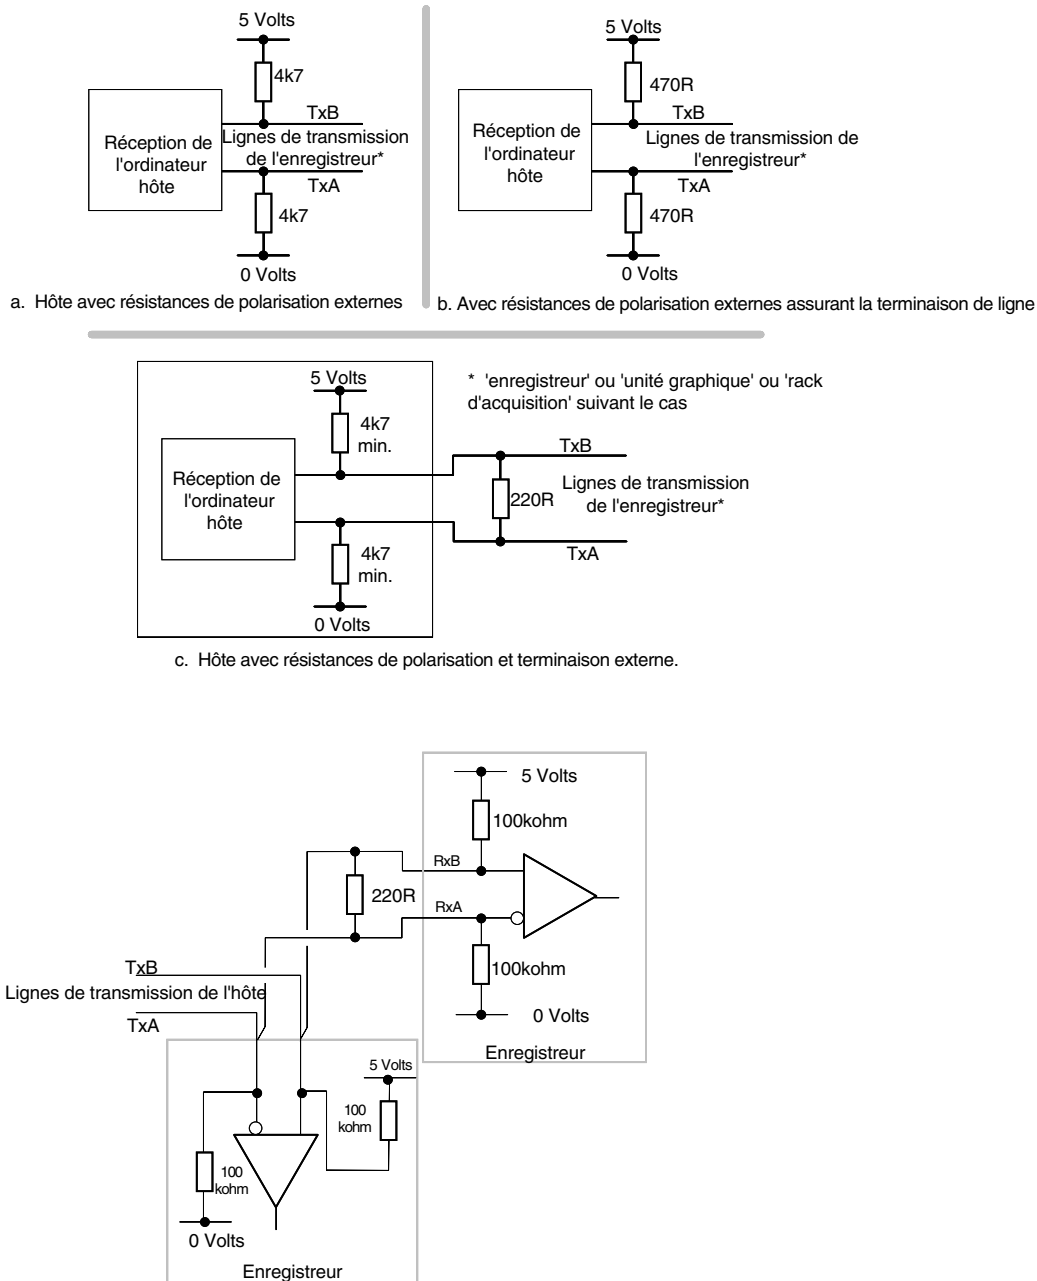 5 Volts
4k7
TxB
Réception de
l'ordinateur
hôte
Lignes de transmission
de l'enregistreur*
TxA
4k7
0 Volts
a. Hôte avec résistances de polarisation externes
5 Volts
470R
TxB
Réception de
l'ordinateur
hôte
Lignes de transmission de
l'enregistreur*
TxA
470R
0 Volts
b. Avec résistances de polarisation externes assurant la terminaison de ligne
5 Volts
4k7
min.
Réception de
l'ordinateur
hôte
4k7
min.
0 Volts
* 'enregistreur' ou 'unité graphique' ou 'rack
d'acquisition' suivant le cas
TxB
220R
Lignes de transmission
de l'enregistreur*
TxA
c. Hôte avec résistances de polarisation et terminaison externe.
5 Volts
100kohm
RxB
220R
RxA
100kohm
0 Volts
Enregistreur
TxB
Lignes de transmission de l'hôte
TxA
5 Volts
100
kohm
100
kohm
0 Volts
Enregistreur